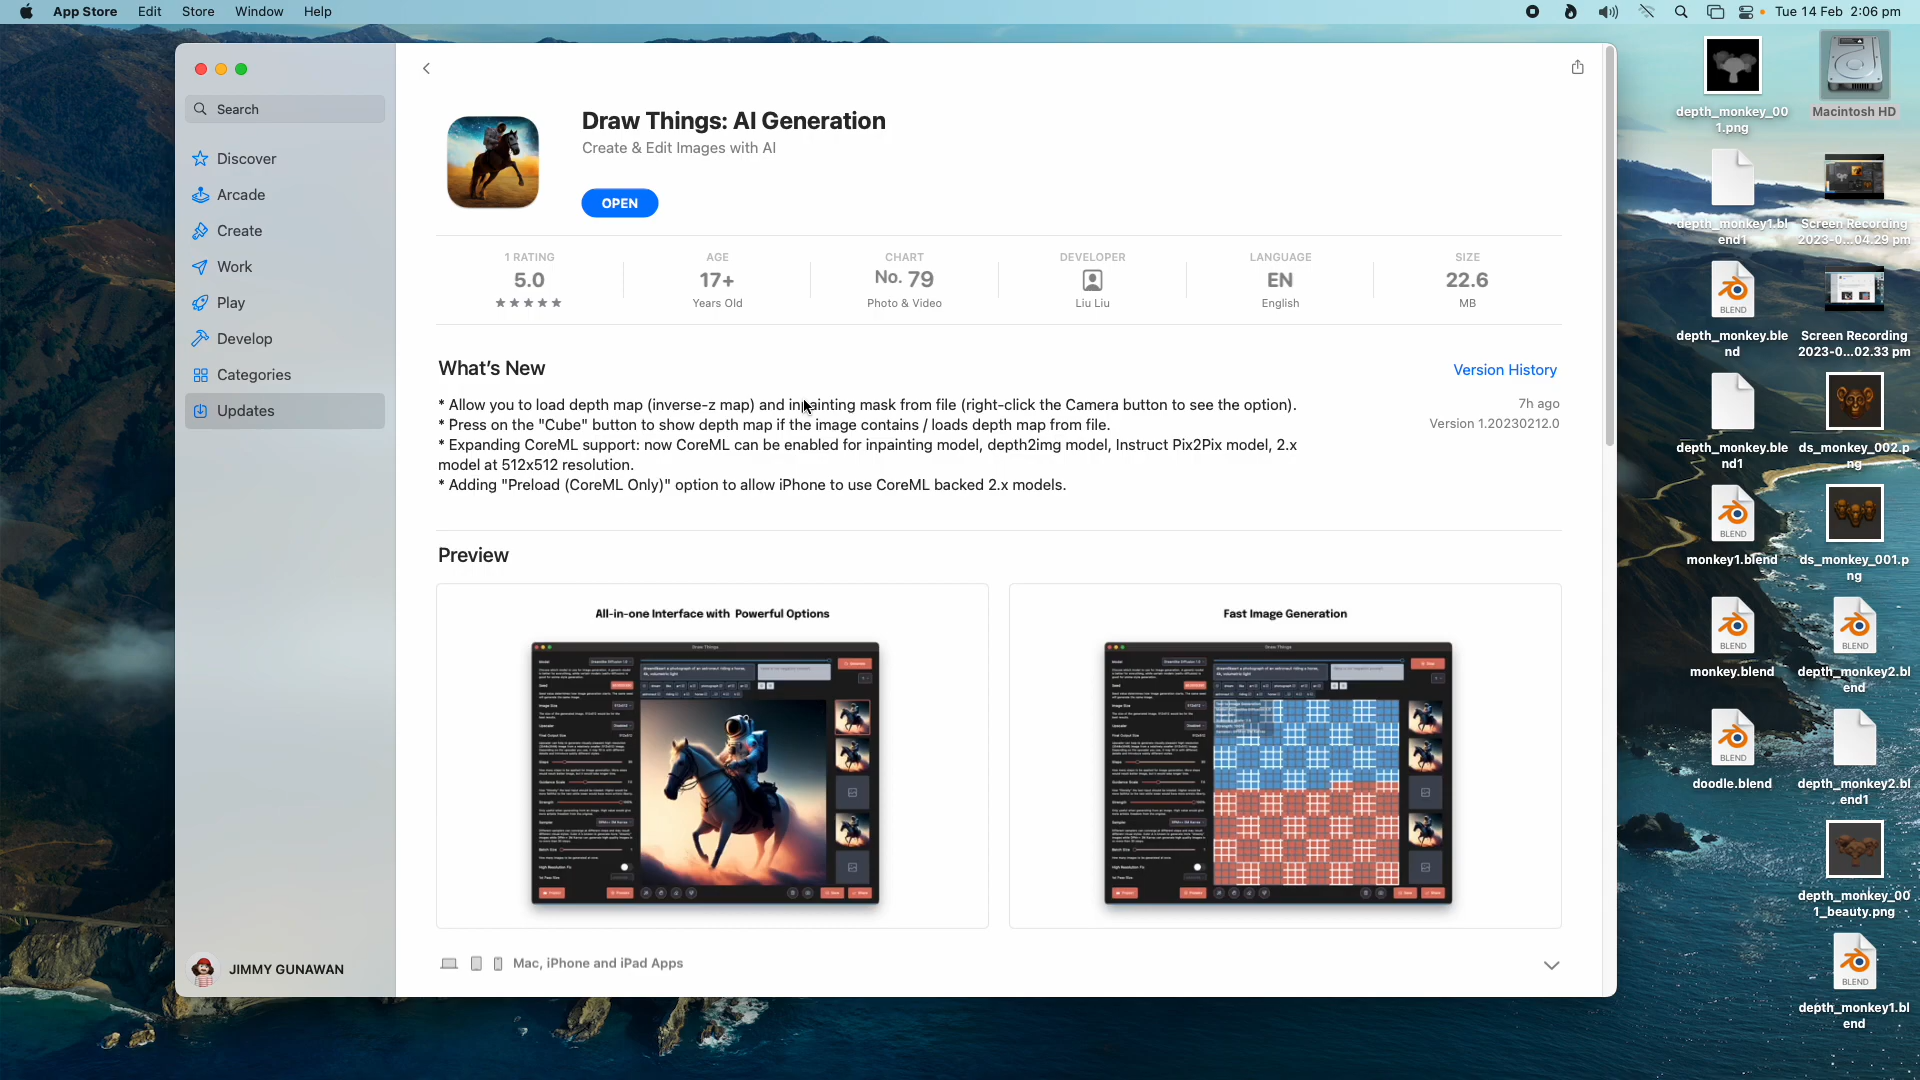 App Store Edit Store Window Help
Tue 14 Feb 2:06 pm
Search
Discover
Arcade
Create
Work
Play
Develop
Categories
Updates
JIMMY GUNAWAN
Draw Things: AI Generation
Create & Edit Images with AI
OPEN
1 RATING
5.0
AGE
17+
Years Old
CHART
No. 79
Photo & Video
DEVELOPER
Liu Liu
LANGUAGE
EN
English
SIZE
22.6
MB
What's New
Version History
* Allow you to load depth map (inverse-z map) and inpainting mask from file (right-click the Camera button to see the option).
* Press on the "Cube" button to show depth map if the image contains / loads depth map from file.
* Expanding CoreML support: now CoreML can be enabled for inpainting model, depth2img model, Instruct Pix2Pix model, 2.x
model at 512x512 resolution.
* Adding "Preload (CoreML Only)" option to allow iPhone to use CoreML backed 2.x models.
7h ago
Version 1.20230212.0
Preview
All-in-one Interface with Powerful Options
Draw Things
Fast Image Generation
Draw Things
Mac, iPhone and iPad Apps
depth_monkey_00
1.png
Macintosh HD
depth_monkey1.bl
end1
Screen Recording
2023-0...04.29 pm
BLEND
depth_monkey.ble
nd
Screen Recording
2023-0...02.33 pm
depth_monkey.ble
nd1
ds_monkey_002.p
ng
BLEND
monkey1.blend
ds_monkey_001.p
ng
BLEND
monkey.blend
BLEND
depth_monkey2.bl
end
BLEND
doodle.blend
depth_monkey2.bl
end1
depth_monkey_00
1_beauty.png
BLEND
depth_monkey1.bl
end